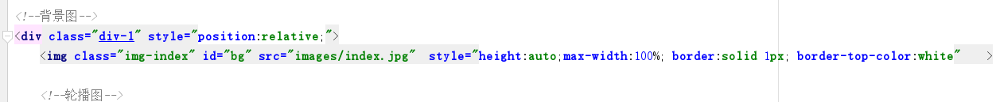 <!--背景图-->
<div class="div-1" style="position:relative;">
<img class="img-index" id="bg" src="images/index.jpg"  style="height:auto;max-width:100%; border:solid 1px; border-top-color:white"    >
<!--轮播图-->